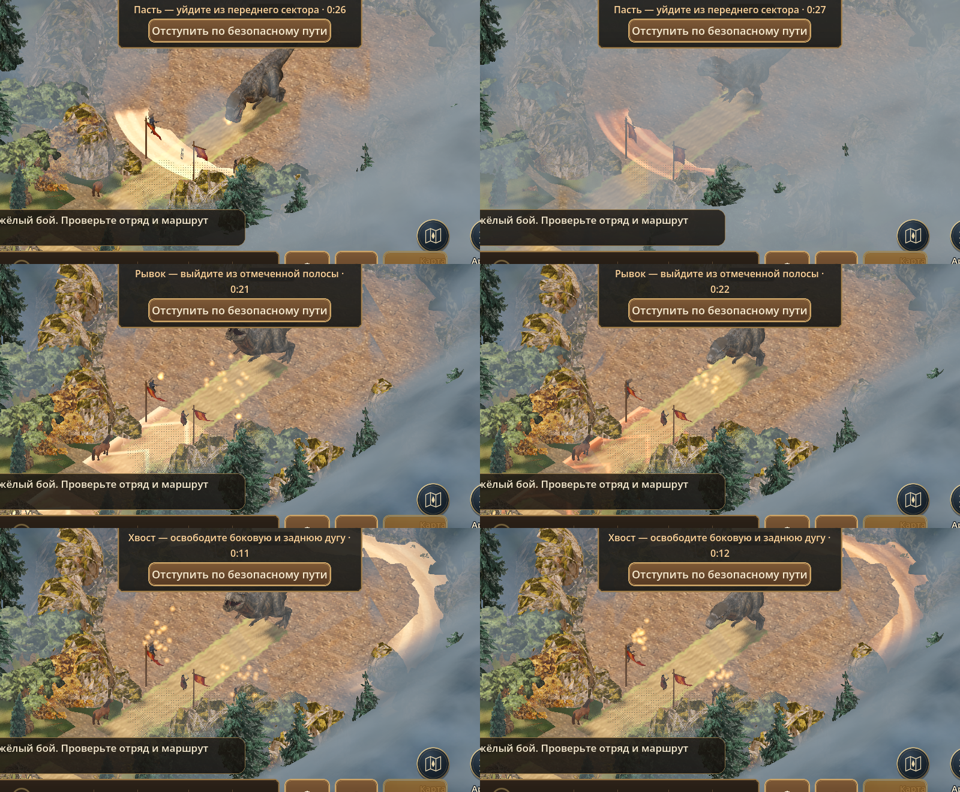 Пасть — уйдите из переднего сектора · 0:26
Отступить по безопасному пути
жёлый бой. Проверьте отряд и маршрут
Пасть — уйдите из переднего сектора · 0:27
Отступить по безопасному пути
жёлый бой. Проверьте отряд и маршрут
Рывок — выйдите из отмеченной полосы ·
0:21
Отступить по безопасному пути
жёлый бой. Проверьте отряд и маршрут
Рывок — выйдите из отмеченной полосы ·
0:22
Отступить по безопасному пути
жёлый бой. Проверьте отряд и маршрут
Хвост — освободите боковую и заднюю дугу ·
0:11
Отступить по безопасному пути
жёлый бой. Проверьте отряд и маршрут
Хвост — освободите боковую и заднюю дугу ·
0:12
Отступить по безопасному пути
жёлый бой. Проверьте отряд и маршрут